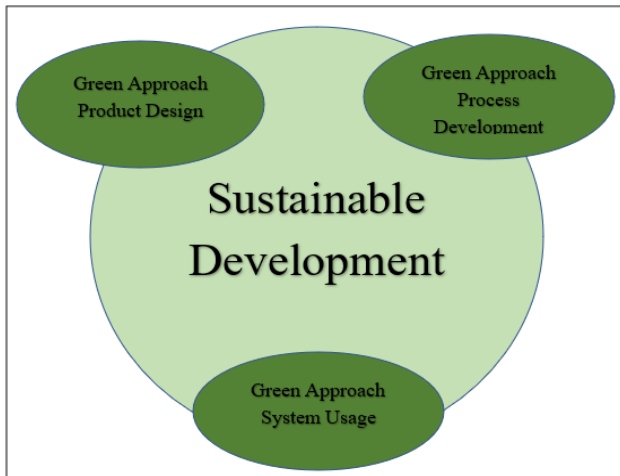 Green Approach
Product Design
Green Approach
Process
Development
Sustainable
Development
Green Approach
System Usage